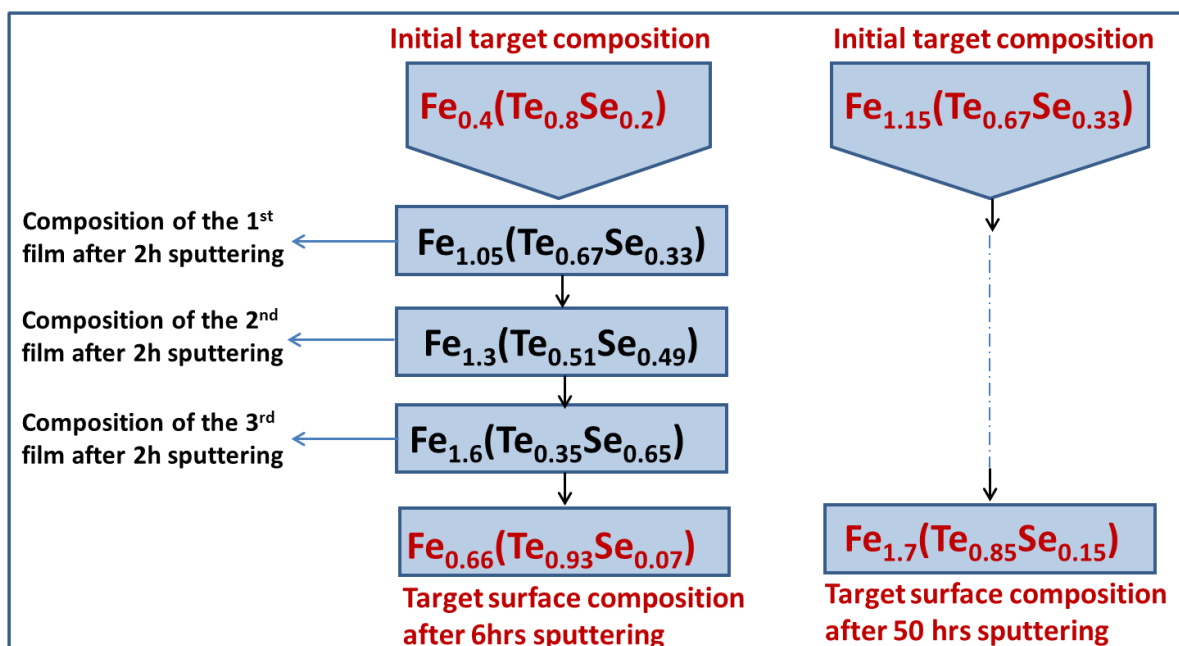 Initial target composition
Fe0.4(Te0.8Se0.2)
Composition of the 1st
film after 2h sputtering
Fe1.05(Te0.67Se0.33)
Composition of the 2nd
film after 2h sputtering
Fe1.3(Te0.51Se0.49)
Composition of the 3rd
film after 2h sputtering
Fe1.6(Te0.35Se0.65)
Fe0.66(Te0.93Se0.07)
Target surface composition
after 6hrs sputtering
Initial target composition
Fe1.15(Te0.67Se0.33)
Fe1.7(Te0.85Se0.15)
Target surface composition
after 50 hrs sputtering